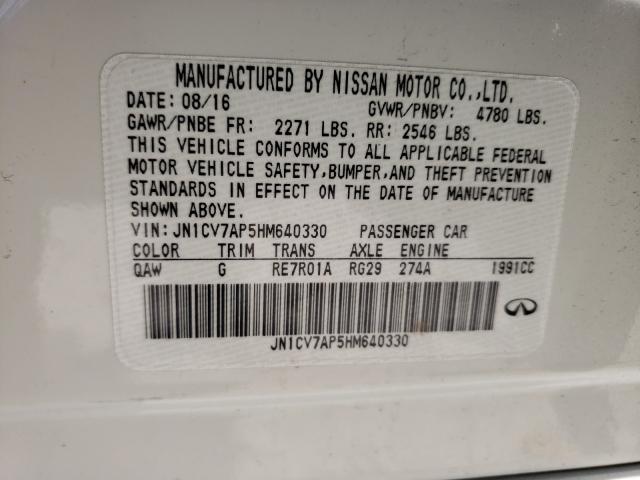 MANUFACTURED BY NISSAN MOTOR CO.,LTD.
DATE: 08/16 GVWR/PNBV: 4780 LBS.
GAWR/PNBE FR: 2271 LBS. RR: 2546 LBS.
THIS VEHICLE CONFORMS TO ALL APPLICABLE FEDERAL
MOTOR VEHICLE SAFETY,BUMPER,AND THEFT PREVENTION
STANDARDS IN EFFECT ON THE DATE OF MANUFACTURE
SHOWN ABOVE.
VIN:JN1CV7AP5HM640330 PASSENGER CAR
COLOR TRIM TRANS AXLE ENGINE
QAW G RE7R01A RG29 274A 1991CC
JN1CV7AP5HM640330